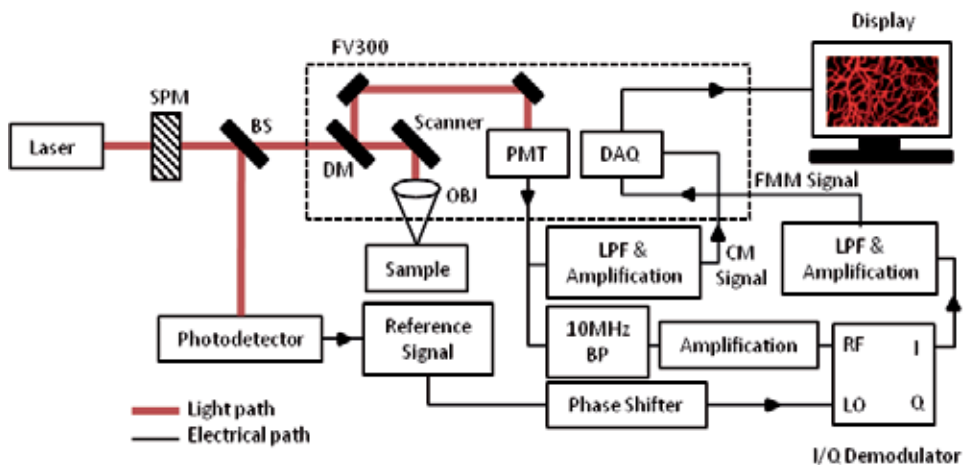 Display
FV300
SPM
BS
Scanner
Laser
DM
PMT
DAQ
OBJ
FMM Signal
Sample
LPF &
Amplification
CM
Signal
LPF &
Amplification
Photodetector
Reference
Signal
10MHz
BP
Amplification
RF
I
Phase Shifter
LO
Q
Light path
Electrical path
I/Q Demodulator